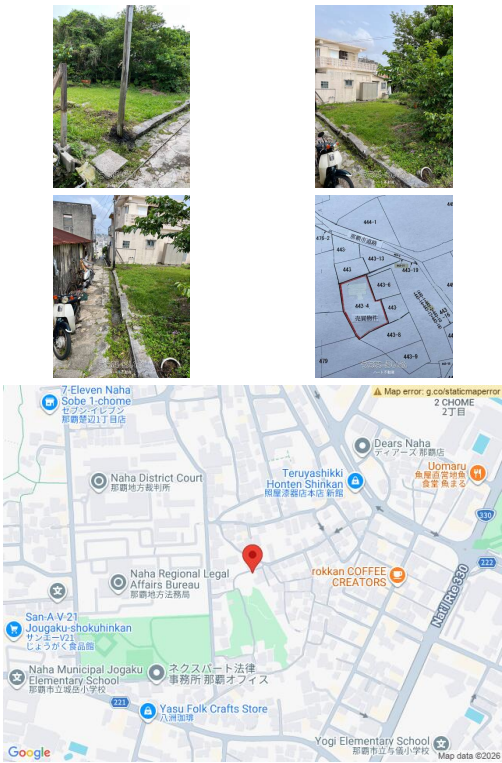 444-1
那覇市道路
476-2
445
443-13
443-19
443
443-6
443-4
443
売買物件
443-8
443-9
470
7-Eleven Naha
Sobe 1-chome
セブン-イレブン
那覇楚辺1丁目店
Map error: g.co/staticmaperror
2 CHOME
2丁目
Dears Naha
ディアーズ 那覇店
Naha District Court
那覇地方裁判所
Teruyashikki
Honten Shinkan
照屋漆器店本店 新館
Uomaru
魚屋直営地魚
食堂 魚まる
330
222
Naha Regional Legal
Affairs Bureau
那覇地方法務局
rokkan COFFEE
CREATORS
Nat'l Rte 330
222
San-A V-21
Jougaku-shokuhinkan
サンエーV21
じょうがく食品館
Naha Municipal Jogaku
Elementary School
那覇市立城岳小学校
ネクスパート法律
事務所 那覇オフィス
221
Yasu Folk Crafts Store
八洲珈琲
Yogi Elementary School
那覇市立与儀小学校
Google
Map data ©2026